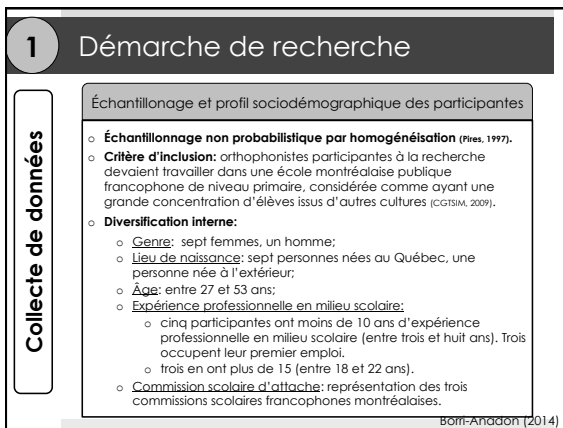 1
Démarche de recherche
Collecte de données
Échantillonage et profil sociodémographique des participantes
o Échantillonnage non probabilistique par homogénéisation (Pires, 1997).
o Critère d'inclusion: orthophonistes participantes à la recherche
devaient travailler dans une école montréalaise publique
francophone de niveau primaire, considérée comme ayant une
grande concentration d'élèves issus d'autres cultures (CGTSIM, 2009).
o Diversification interne:
o Genre: sept femmes, un homme;
o Lieu de naissance: sept personnes nées au Québec, une
personne née à l'extérieur;
o Âge: entre 27 et 53 ans;
o Expérience professionnelle en milieu scolaire:
o cinq participantes ont moins de 10 ans d'expérience
professionnelle en milieu scolaire (entre trois et huit ans). Trois
occupent leur premier emploi.
o trois en ont plus de 15 (entre 18 et 22 ans).
o Commission scolaire d'attache: représentation des trois
commissions scolaires francophones montréalaises.
Borri-Anadon (2014)